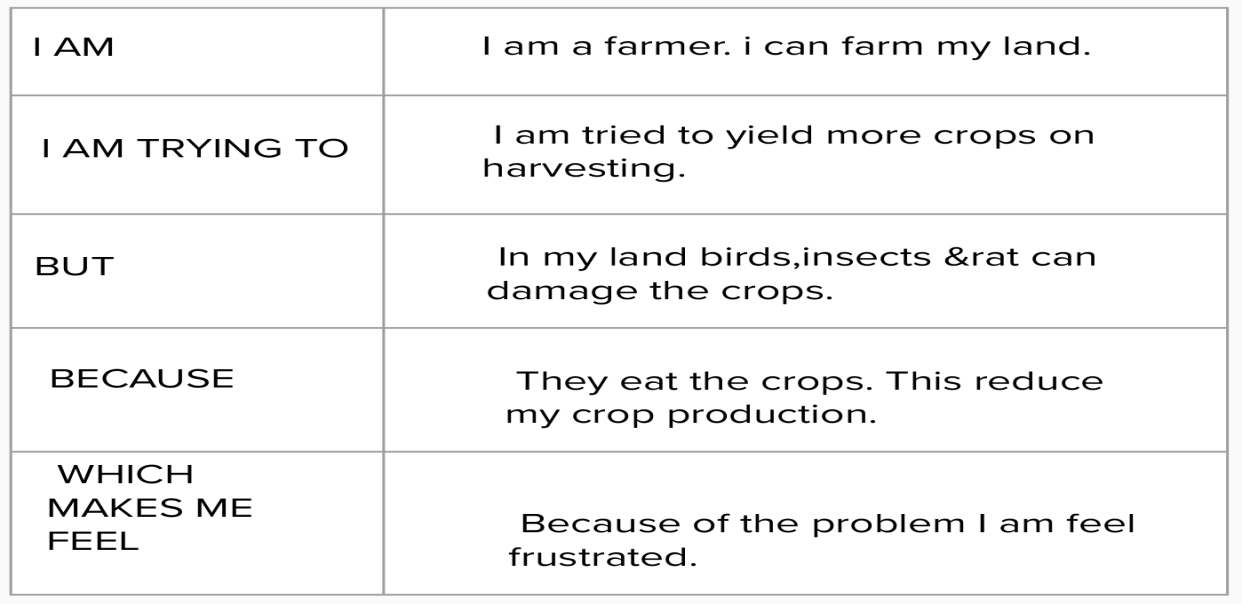 I AM
I am a farmer. i can farm my land.
I AM TRYING TO
I am tried to yield more crops on
harvesting.
BUT
In my land birds,insects &rat can
damage the crops.
BECAUSE
They eat the crops. This reduce
my crop production.
WHICH
MAKES ME
FEEL
Because of the problem I am feel
frustrated.